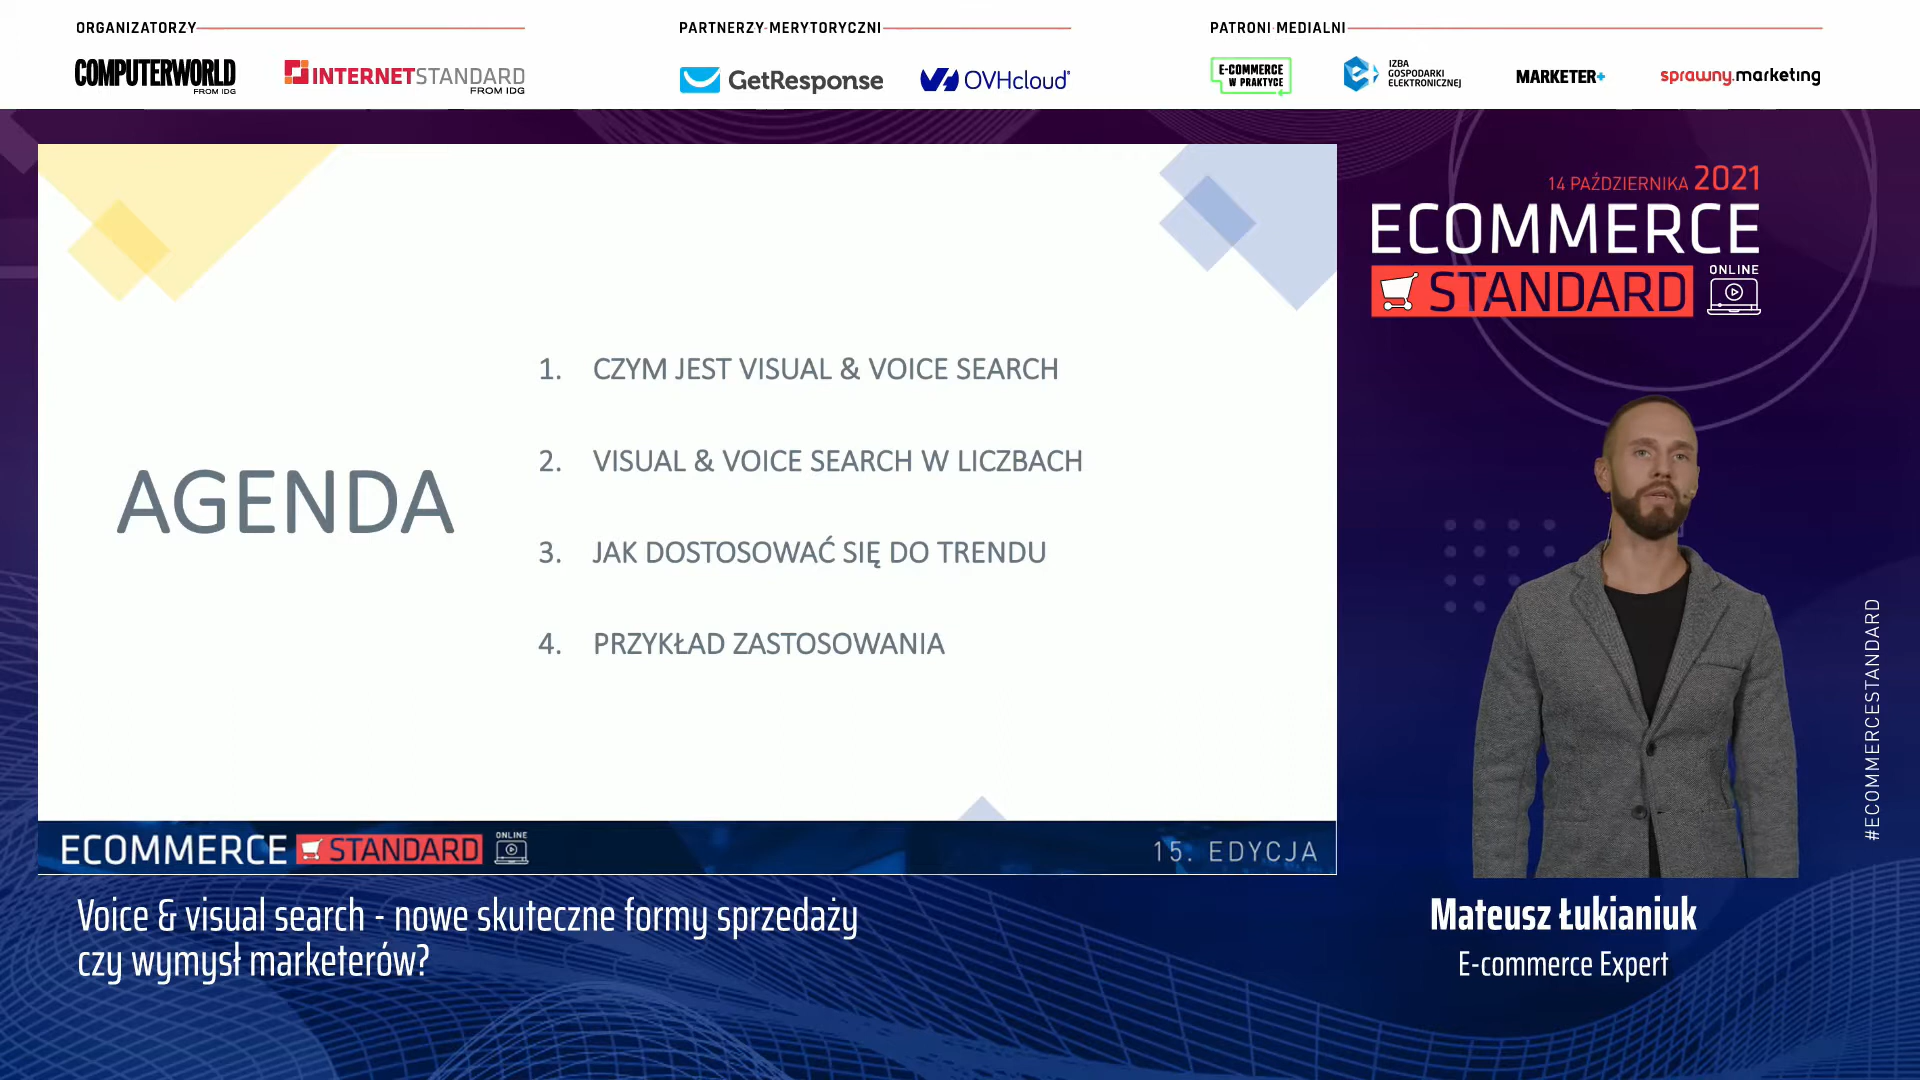 ORGANIZATORZY
COMPUTERWORLD
FROM IDG
INTERNETSTANDARD
FROM IDG
PARTNERZY MERYTORYCZNI
GetResponse
OVHcloud
PATRONI MEDIALNI
E-COMMERCE
W PRAKTYCE
IZBA
GOSPODARKI
ELEKTRONICZNEJ
MARKETER+
sprawny.marketing
14 PAŹDZIERNIKA 2021
ECOMMERCE
STANDARD
ONLINE
AGENDA
1. CZYM JEST VISUAL & VOICE SEARCH
2. VISUAL & VOICE SEARCH W LICZBACH
3. JAK DOSTOSOWAĆ SIĘ DO TRENDU
4. PRZYKŁAD ZASTOSOWANIA
ECOMMERCE STANDARD ONLINE
15. EDYCJA
#ECOMMERCESTANDARD
Voice & visual search - nowe skuteczne formy sprzedaży
czy wymysł marketerów?
Mateusz Łukianiuk
E-commerce Expert